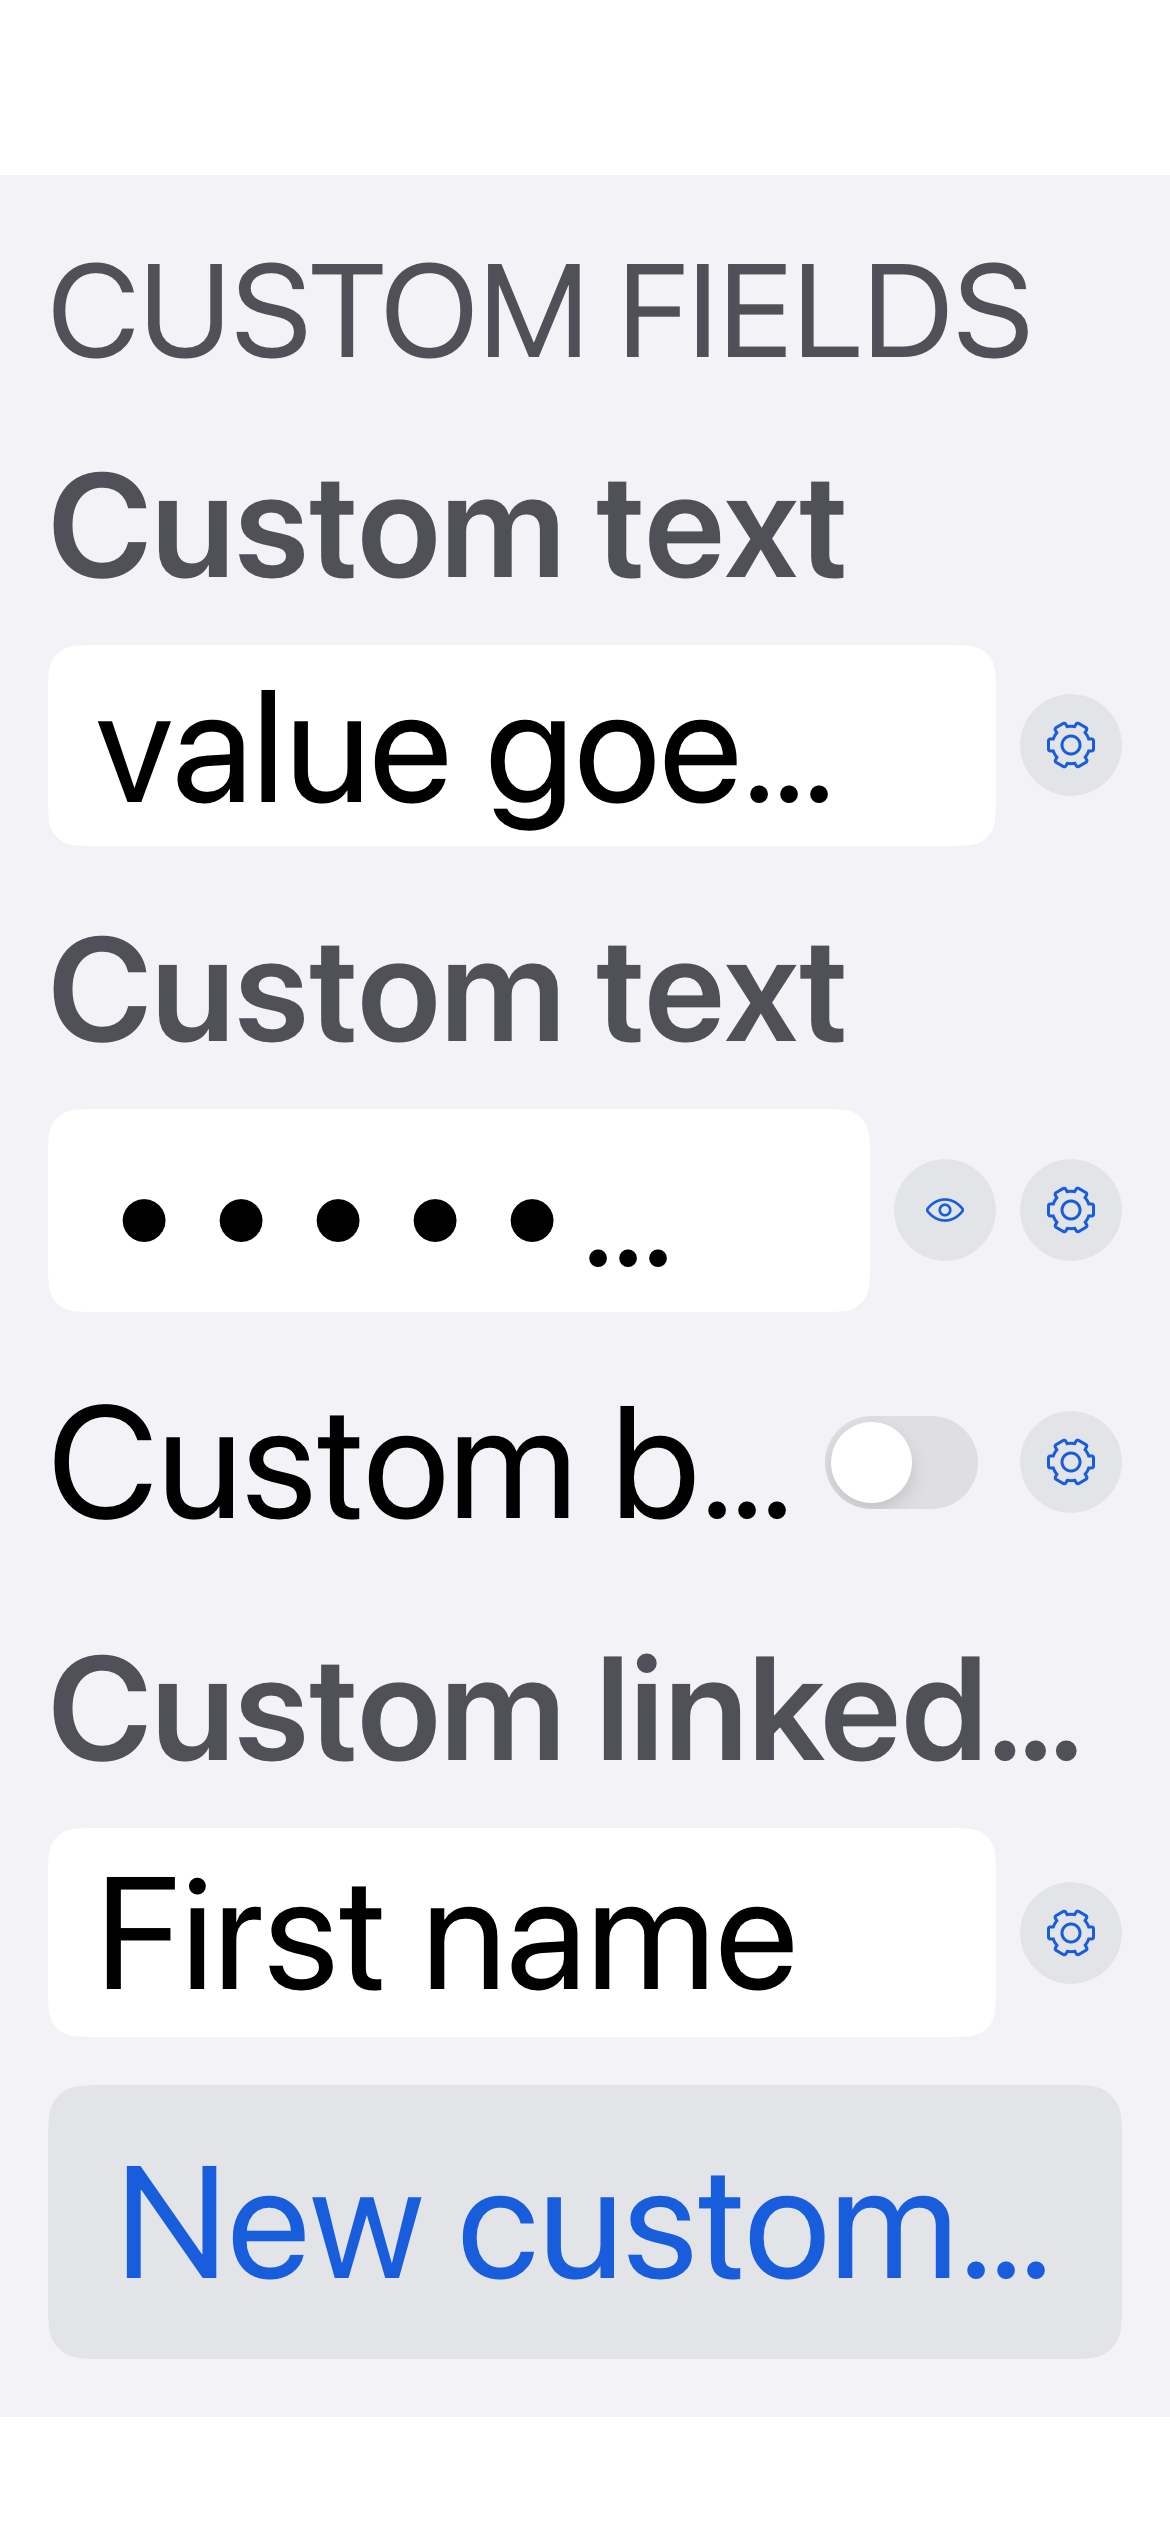 CUSTOM FIELDS
Custom text
value goe...
Custom text
• • • • • ...
Custom b...
Custom linked...
First name
New custom...